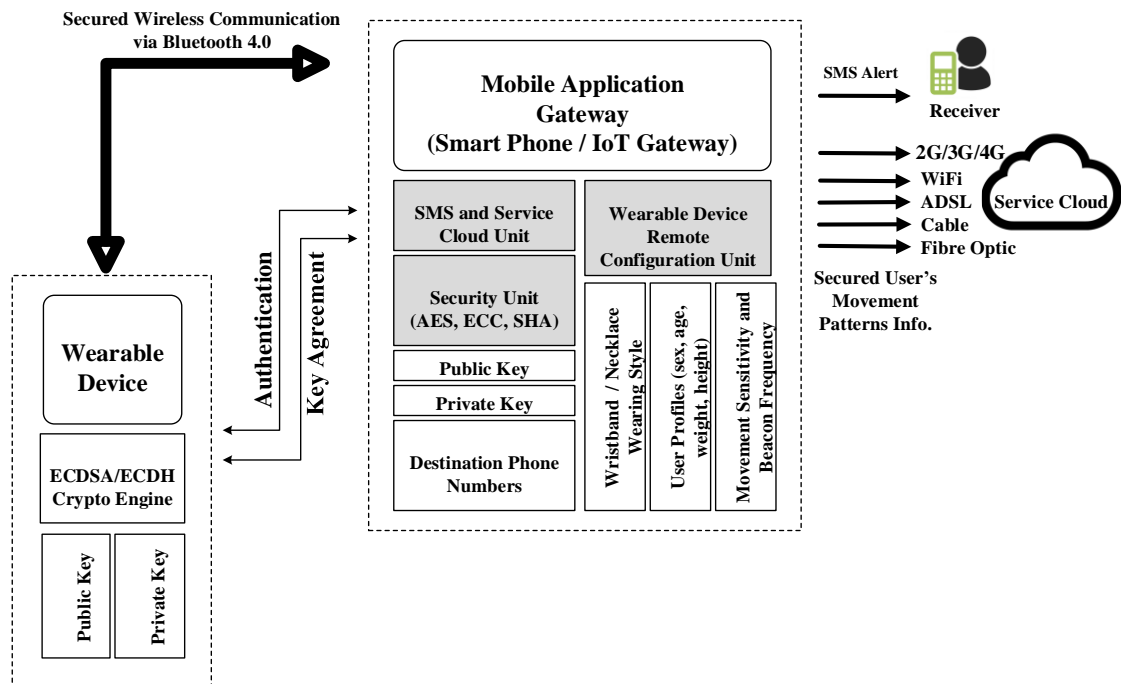 Secured Wireless Communication
via Bluetooth 4.0
Mobile Application
Gateway
(Smart Phone / IoT Gateway)
SMS and Service
Cloud Unit
Security Unit
(AES, ECC, SHA)
Public Key
Private Key
Destination Phone
Numbers
Wearable Device
Remote
Configuration Unit
Wristband / Necklace
Wearing Style
User Profiles (sex, age,
weight, height)
Movement Sensitivity and
Beacon Frequency
Authentication
Key Agreement
Wearable
Device
ECDSA/ECDH
Crypto Engine
Public Key
Private Key
SMS Alert
Receiver
2G/3G/4G
WiFi
ADSL
Cable
Fibre Optic
Service Cloud
Secured User's
Movement
Patterns Info.